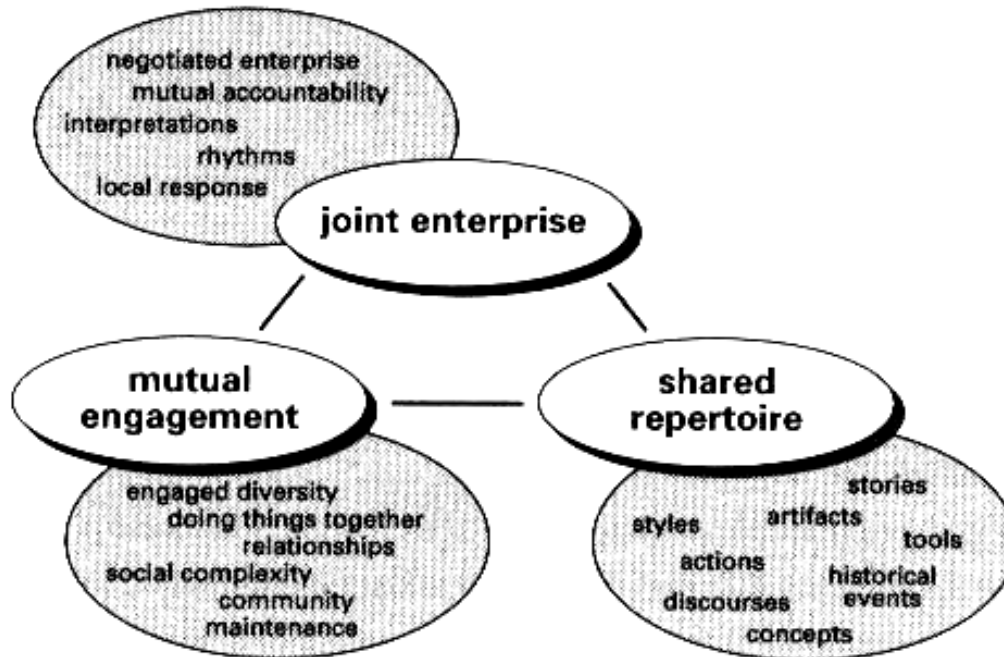 negotiated enterprise
mutual accountability
interpretations
rhythms
local response
joint enterprise
mutual
engagement
engaged diversity
doing things together
relationships
social complexity
community
maintenance
shared
repertoire
stories
styles
artifacts
tools
actions
historical
events
discourses
concepts